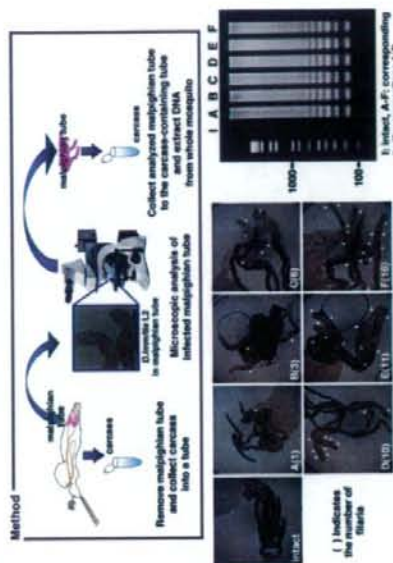 Method
malpighian tube
carcass
Remove malpighian tube
and collect carcass
into a tube
D.immitis L2
in malpighian tube
Microscopic analysis of
infected malpighian tube
malpighian tube
carcass
Collect analyzed malpighian tube
to the carcass-containing tube
and extract DNA
from whole mosquito
Intact
A(1)
B(3)
C(6)
D(10)
E(11)
F(16)
( ) indicates
the number of
filaria
I A B C D E F
1000
100
I: intact, A-F: corresponding